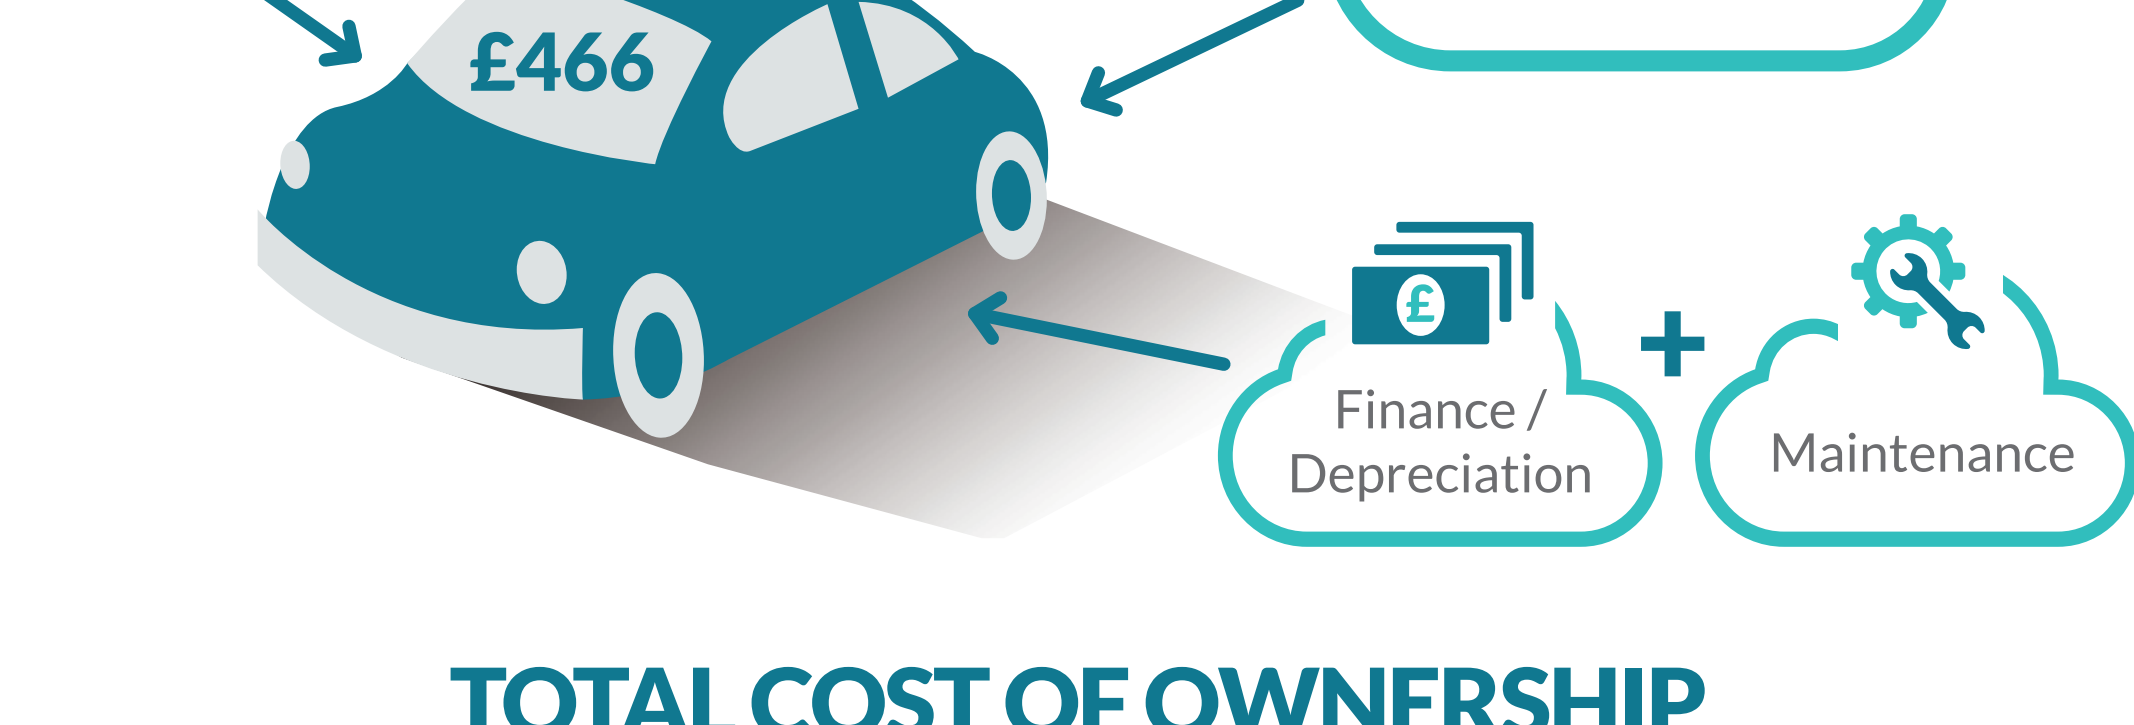 £466
£
Finance /
Depreciation
+
Maintenance
TOTAL COST OF OWNERSHIP